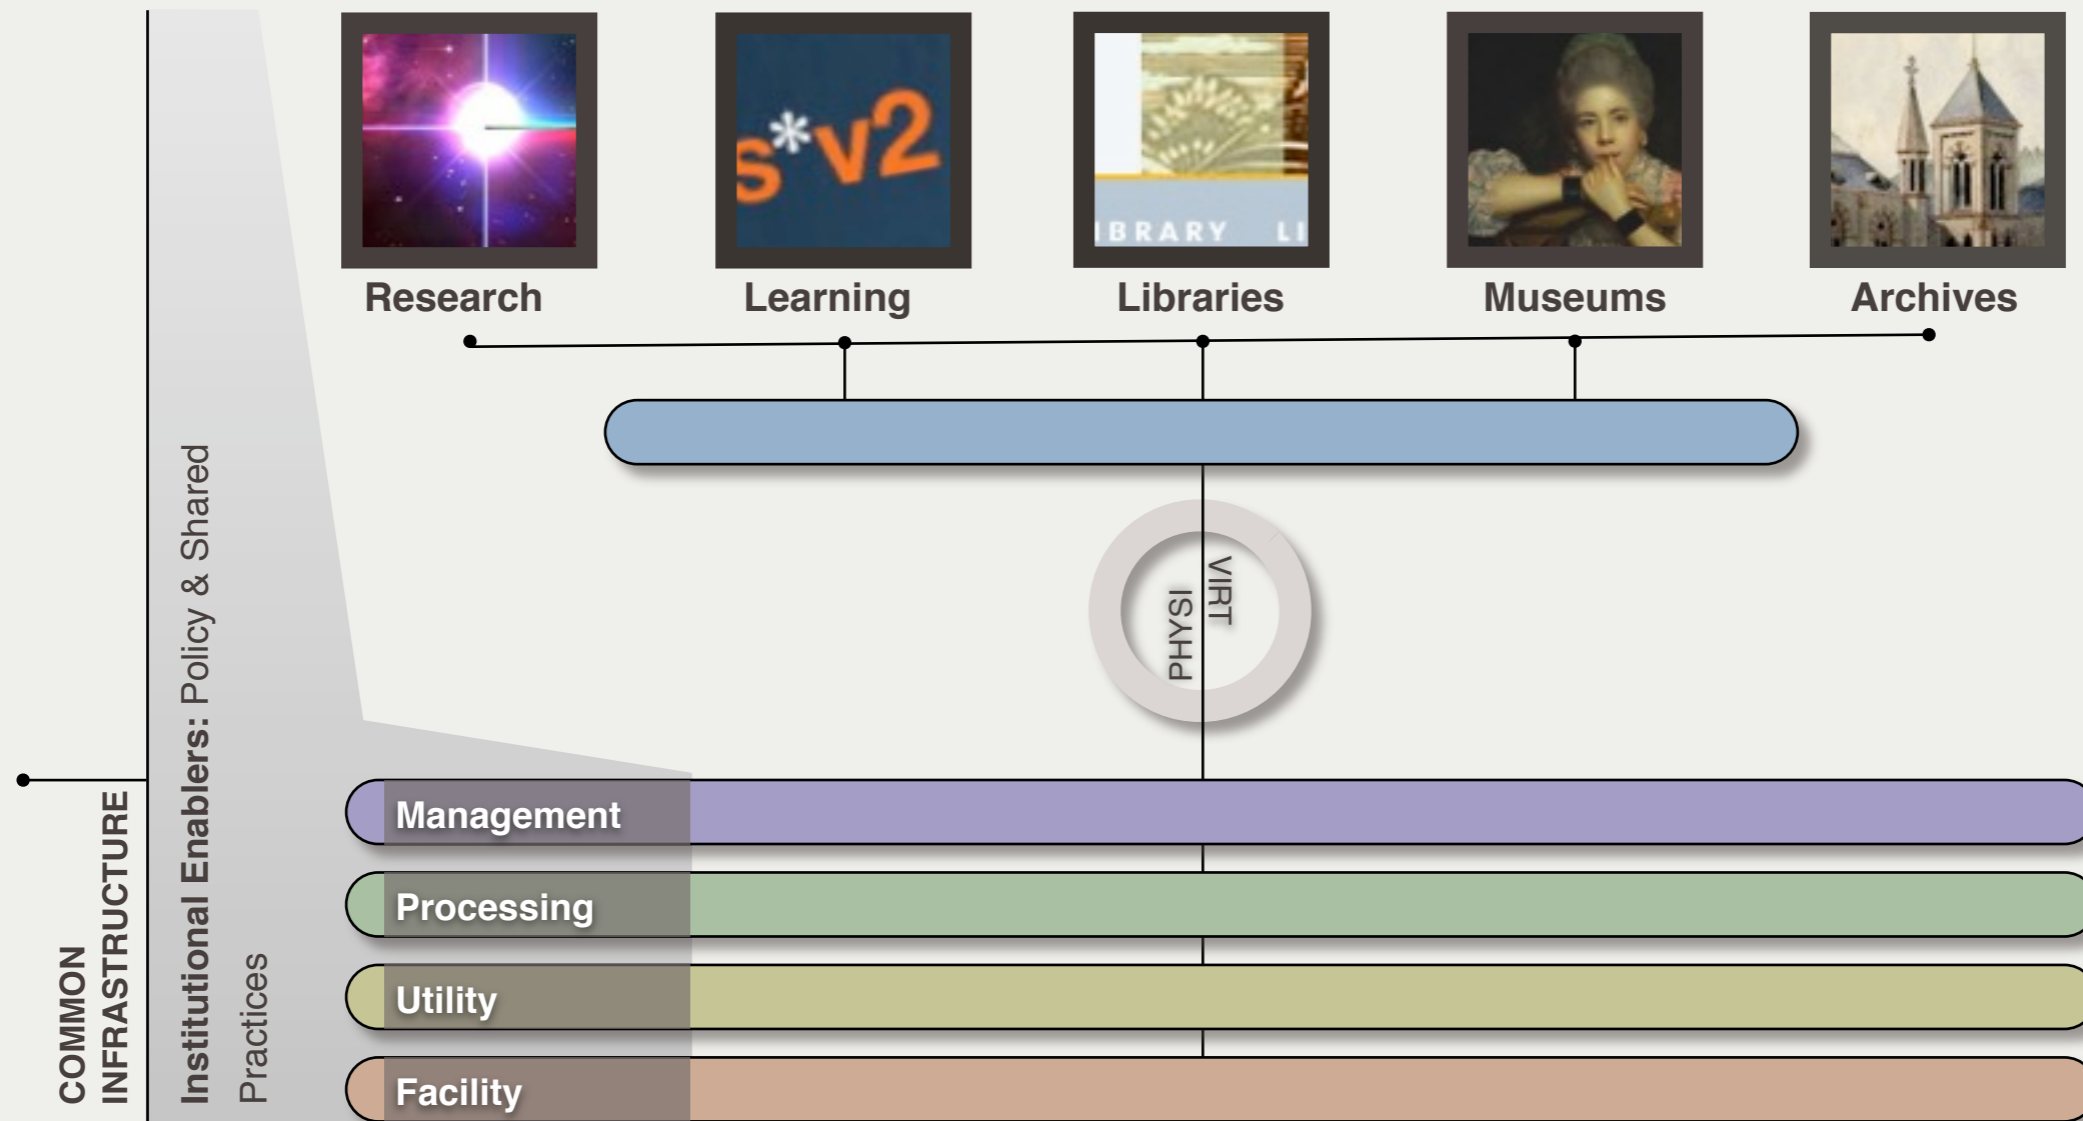 s*v2
IBRARY LI
Research
Learning
Libraries
Museums
Archives
VIRT
PHYSI
Institutional Enablers: Policy & Shared
Practices
COMMON
INFRASTRUCTURE
Management
Processing
Utility
Facility